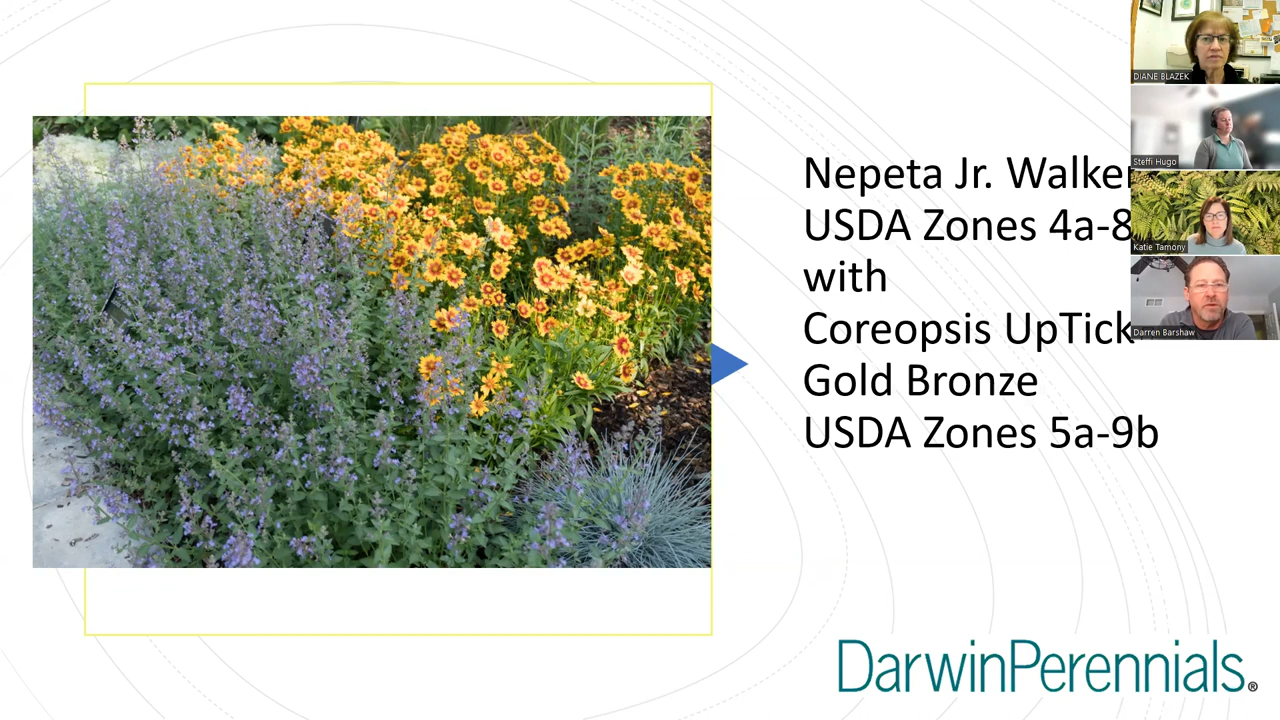 Nepeta Jr. Walker
USDA Zones 4a-8
with
Coreopsis UpTick
Gold Bronze
USDA Zones 5a-9b
DarwinPerennials®
DIANE BLAZEK
Steffi Hugo
Katie Tamony
Darren Barshaw